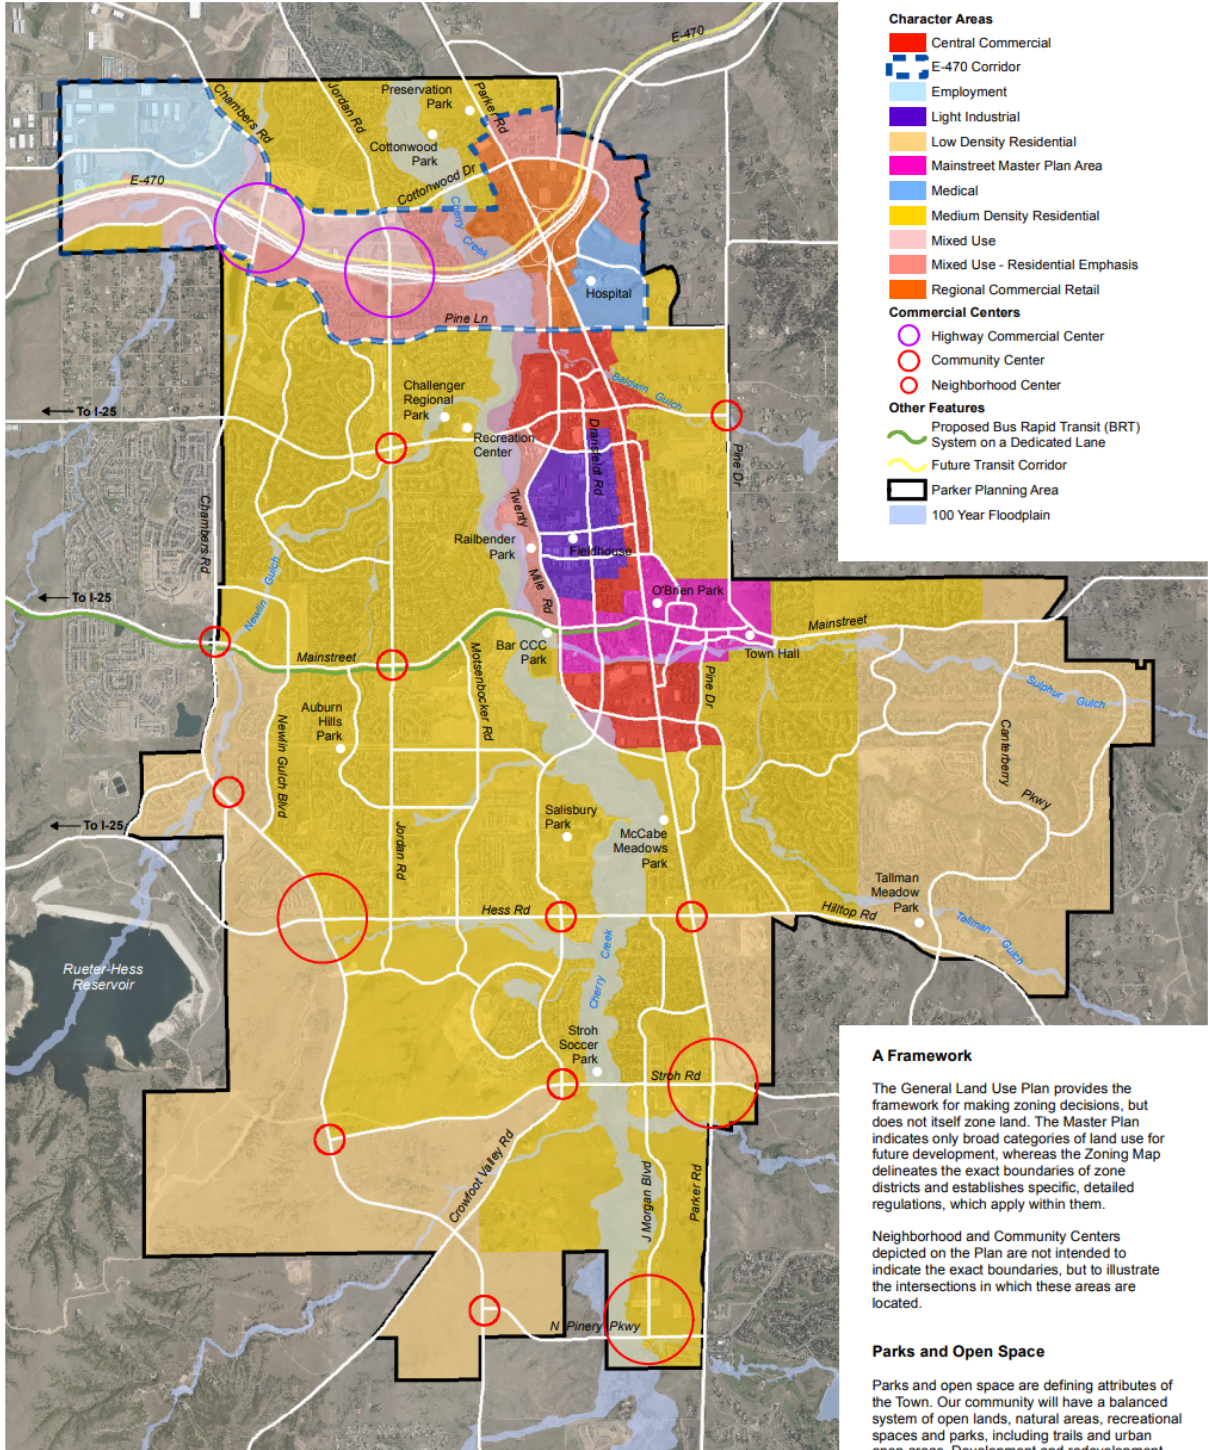 E-470
Preservation
Park
Parker Rd
Jordan Rd
Chambers Rd
Cottonwood
Park
Cottonwood Dr
E-470
Cherry
Creek
Hospital
Pine Ln
Baldwin
Gulch
Challenger
Regional
Park
To I-25
Recreation
Center
Dransfeldt Rd
Pine Dr
Twenty
Mile
Rd
Chambers Rd
Railbender
Park
Fieldhouse
Newlin
Gulch
To I-25
O'Brien Park
Mainstreet
Bar CCC
Park
Town Hall
Mainstreet
Motsenbocker Rd
Pine Dr
Sulphur
Gulch
Auburn
Hills
Park
Newlin Gulch Blvd
Canterberry
Pkwy
Salisbury
Park
McCabe
Meadows
Park
To I-25
Jordan Rd
Tallman
Meadow
Park
Hess Rd
Hilltop Rd
Tallman
Gulch
Rueter-Hess
Reservoir
Cherry
Creek
Stroh
Soccer
Park
Stroh Rd
Crowfoot Valley Rd
J Morgan Blvd
Parker Rd
N Pinery Pkwy
Character Areas
Central Commercial
E-470 Corridor
Employment
Light Industrial
Low Density Residential
Mainstreet Master Plan Area
Medical
Medium Density Residential
Mixed Use
Mixed Use - Residential Emphasis
Regional Commercial Retail
Commercial Centers
Highway Commercial Center
Community Center
Neighborhood Center
Other Features
Proposed Bus Rapid Transit (BRT)
System on a Dedicated Lane
Future Transit Corridor
Parker Planning Area
100 Year Floodplain
A Framework
The General Land Use Plan provides the
framework for making zoning decisions, but
does not itself zone land. The Master Plan
indicates only broad categories of land use for
future development, whereas the Zoning Map
delineates the exact boundaries of zone
districts and establishes specific, detailed
regulations, which apply within them.
Neighborhood and Community Centers
depicted on the Plan are not intended to
indicate the exact boundaries, but to illustrate
the intersections in which these areas are
located.
Parks and Open Space
Parks and open space are defining attributes of
the Town. Our community will have a balanced
system of open lands, natural areas, recreational
spaces and parks, including trails and urban
open areas. Development and redevelopment